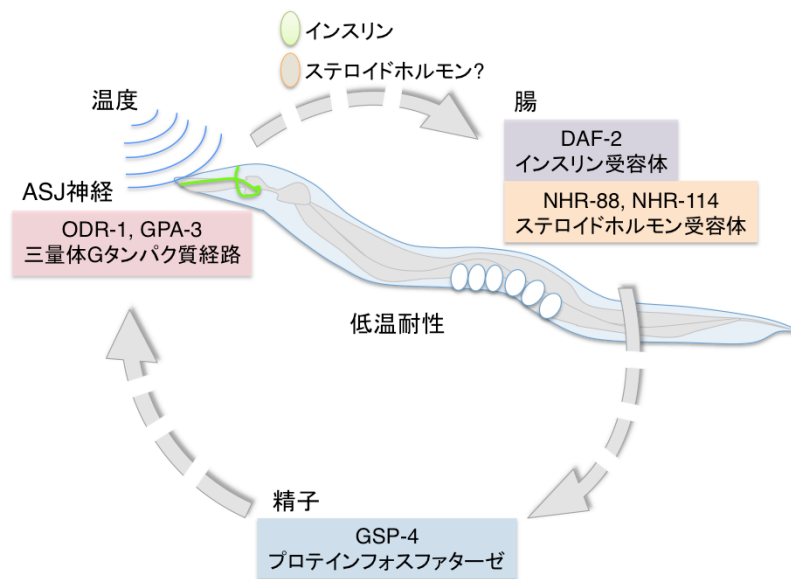 インスリン
ステロイドホルモン?
温度
腸
DAF-2
インスリン受容体
NHR-88, NHR-114
ステロイドホルモン受容体
ASJ神経
ODR-1, GPA-3
三量体Gタンパク質経路
低温耐性
精子
GSP-4
プロテインフォスファターゼ